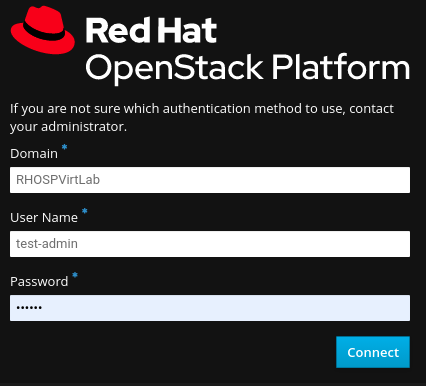 Red Hat
OpenStack Platform
If you are not sure which authentication method to use, contact
your administrator.
Domain *
RHOSPVirtLab
User Name *
test-admin
Password *
••••••
Connect